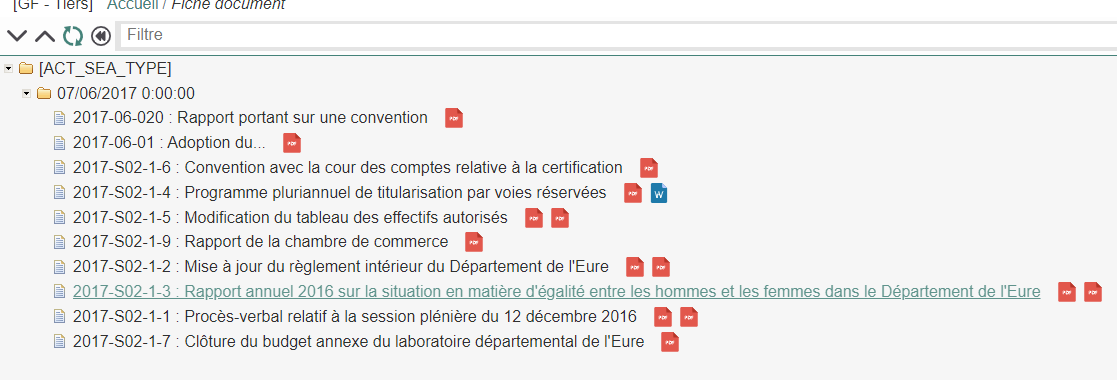 [GF - Tiers] Accueil / Fiche document
Filtre
[ACT_SEA_TYPE]
07/06/2017 0:00:00
2017-06-020 : Rapport portant sur une convention PDF
2017-06-01 : Adoption du... PDF
2017-S02-1-6 : Convention avec la cour des comptes relative à la certification PDF
2017-S02-1-4 : Programme pluriannuel de titularisation par voies réservées PDF W
2017-S02-1-5 : Modification du tableau des effectifs autorisés PDF PDF
2017-S02-1-9 : Rapport de la chambre de commerce PDF
2017-S02-1-2 : Mise à jour du règlement intérieur du Département de l'Eure PDF PDF
2017-S02-1-3 : Rapport annuel 2016 sur la situation en matière d'égalité entre les hommes et les femmes dans le Département de l'Eure PDF PDF
2017-S02-1-1 : Procès-verbal relatif à la session plénière du 12 décembre 2016 PDF PDF
2017-S02-1-7 : Clôture du budget annexe du laboratoire départemental de l'Eure PDF